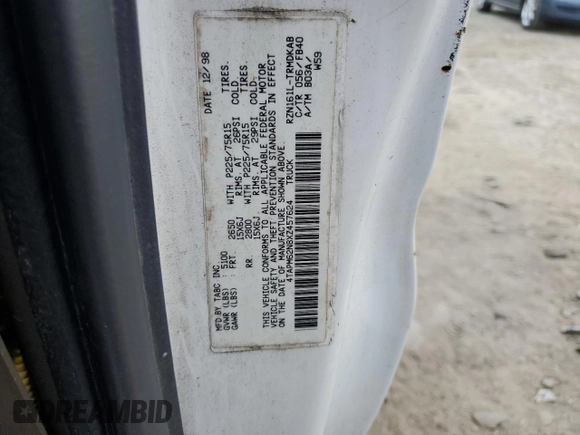 MFD.BY TABC INC DATE 12/98
GVWR (LBS) : 5100
GAWR (LBS) : FRT. 2650 WITH P225/75R15 TIRES.
15X6J RIMS, AT 26PSI COLD
RR 2800 WITH P225/75R15 TIRES.
15X6J RIMS, AT 29PSI COLD.
THIS VEHICLE CONFORMS TO ALL APPLICABLE FEDERAL MOTOR
VEHICLE SAFETY AND THEFT PREVENTION STANDARDS IN EFFECT
ON THE DATE OF MANUFACTURE SHOWN ABOVE.
4TAPM62N8XZ457624 TRUCK
RZN161L-TRMDKAB
C/TR 056/FB40
A/TM B03A/
W59
DREAMBID